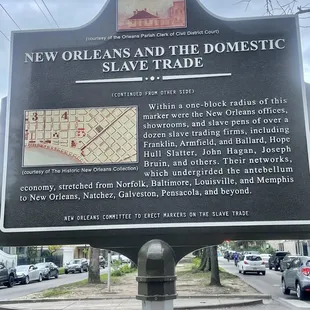 (courtesy of the Orleans Parish Clerk of Civil District Court)
NEW ORLEANS AND THE DOMESTIC
SLAVE TRADE
(CONTINUED FROM OTHER SIDE)
Within a one-block radius of this
marker were the New Orleans offices,
showrooms, and slave pens of over a
dozen slave trading firms, including
Franklin, Armfield, and Ballard, Hope
Hull Slatter, John Hagan, Joseph
Bruin, and others. Their networks,
which undergirded the antebellum
(courtesy of The Historic New Orleans Collection)
economy, stretched from Norfolk, Baltimore, Louisville, and Memphis
to New Orleans, Natchez, Galveston, Pensacola, and beyond.
NEW ORLEANS COMMITTEE TO ERECT MARKERS ON THE SLAVE TRADE